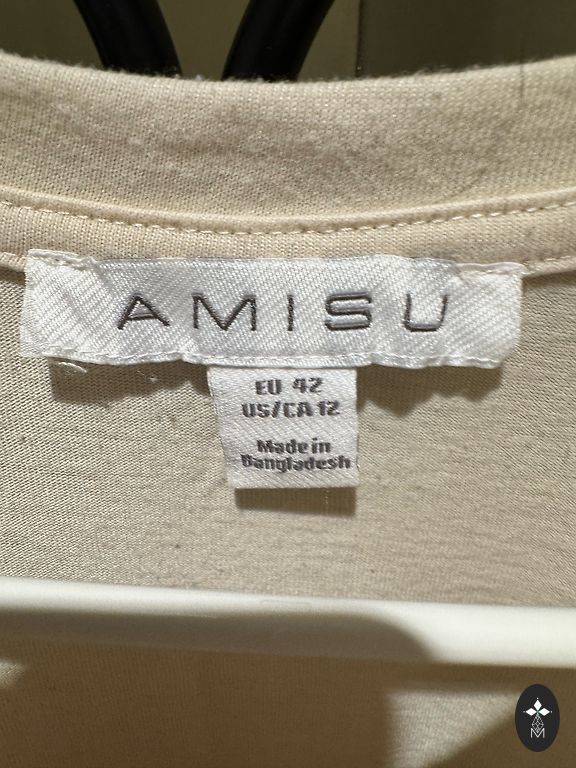 AMISU
EU 42
US/CA 12
Made in
Bangladesh
M